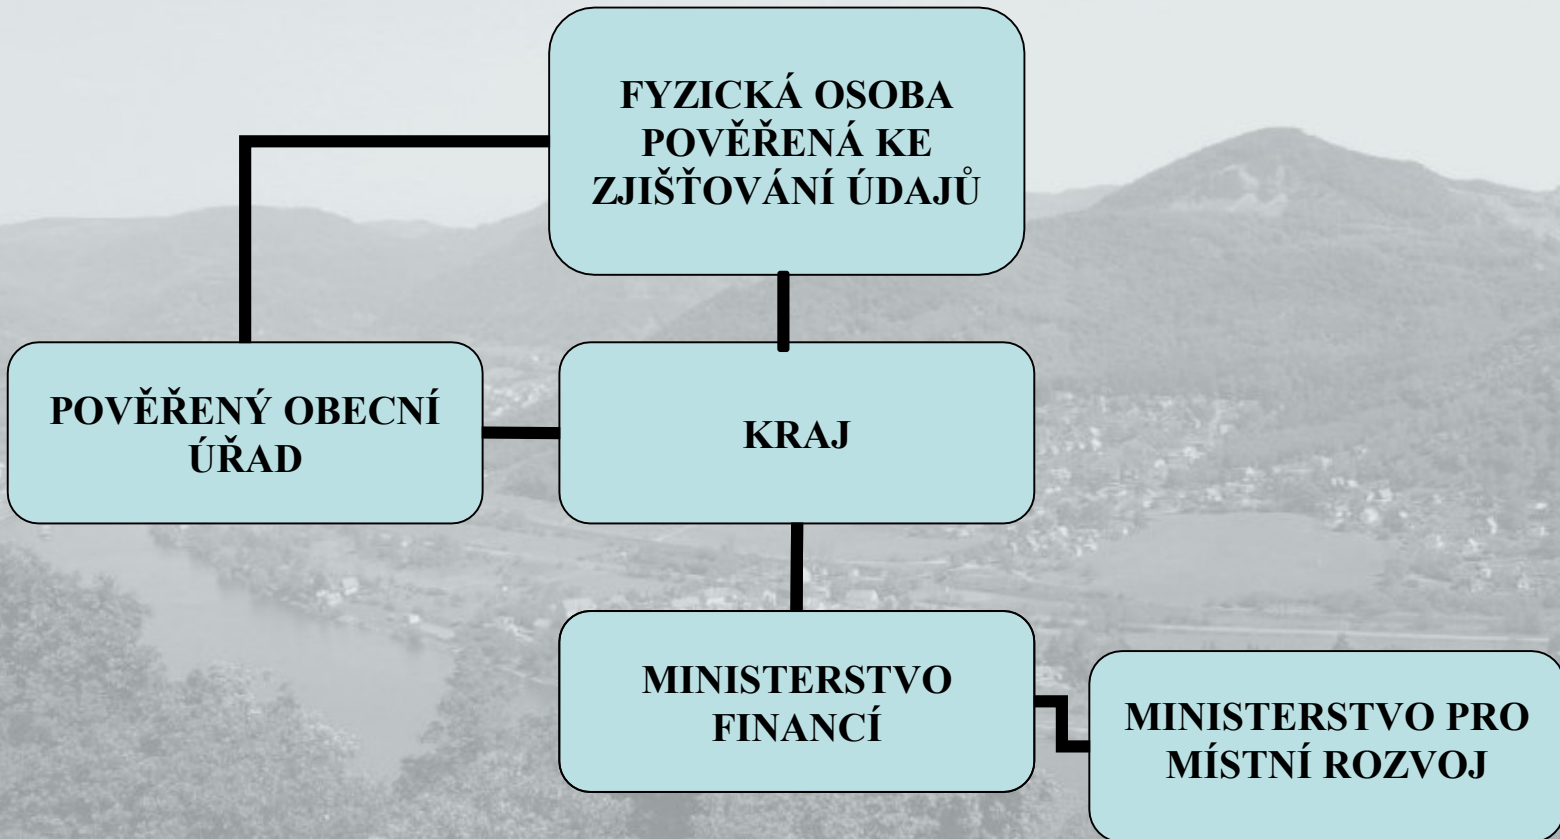 FYZICKÁ OSOBA
POVĚŘENÁ KE
ZJIŠŤOVÁNÍ ÚDAJŮ
POVĚŘENÝ OBECNÍ
ÚŘAD
KRAJ
MINISTERSTVO
FINANCÍ
MINISTERSTVO PRO
MÍSTNÍ ROZVOJ